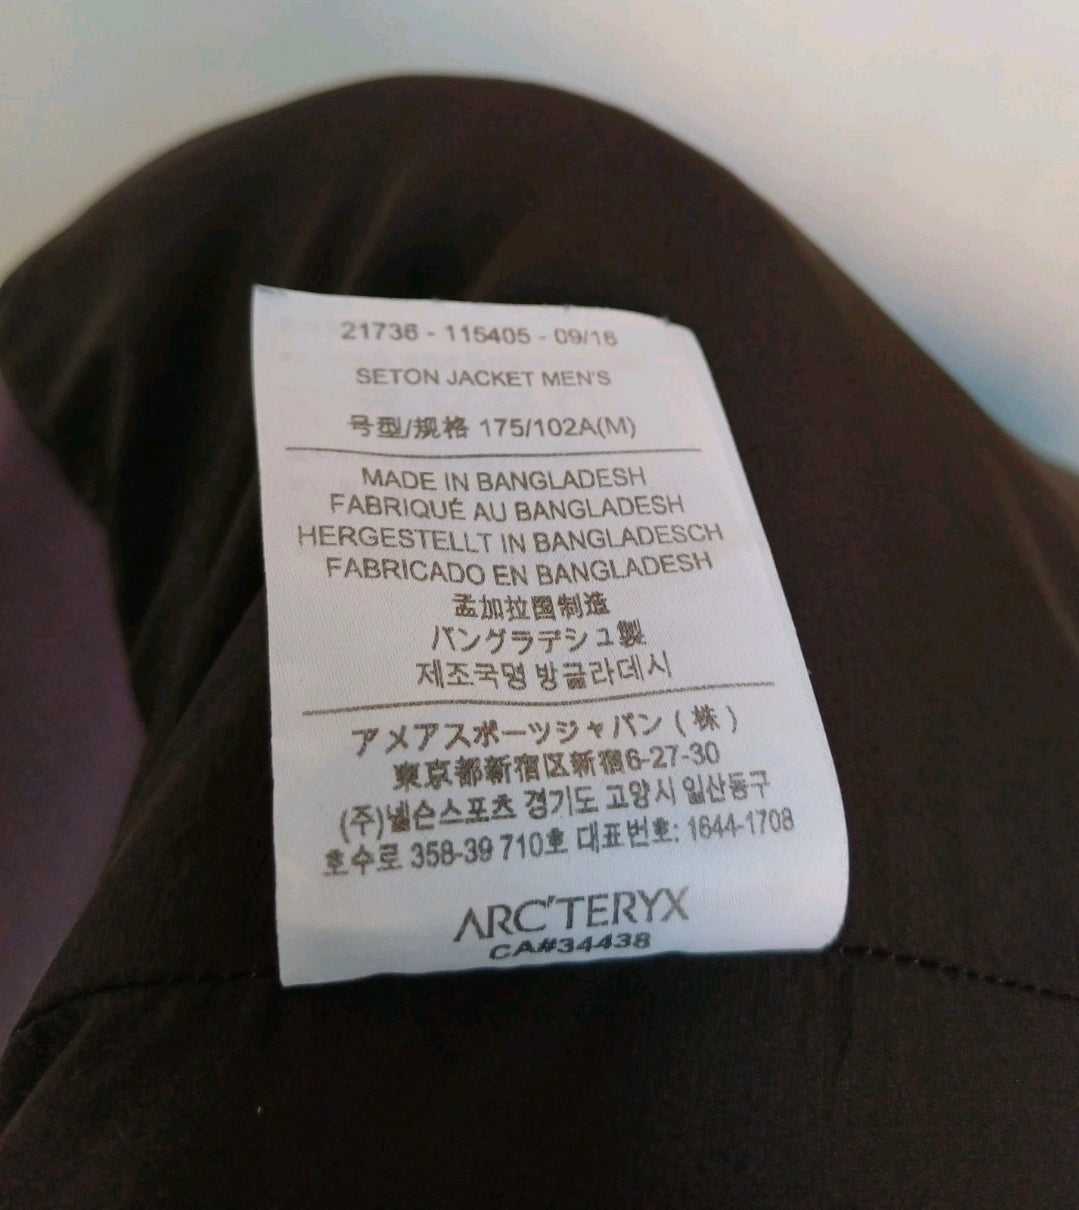 21736 - 115405 - 09/18
SETON JACKET MEN'S
号型/规格 175/102A(M)
MADE IN BANGLADESH
FABRIQUÉ AU BANGLADESH
HERGESTELLT IN BANGLADESCH
FABRICADO EN BANGLADESH
孟加拉国制造
バングラデシュ製
제조국명 방글라데시
アメアスポーツジャパン(株)
東京都新宿区新宿6-27-30
(주)넬슨스포츠 경기도 고양시 일산동구
호수로 358-39 710호 대표번호: 1644-1708
ARC'TERYX
CA#34438